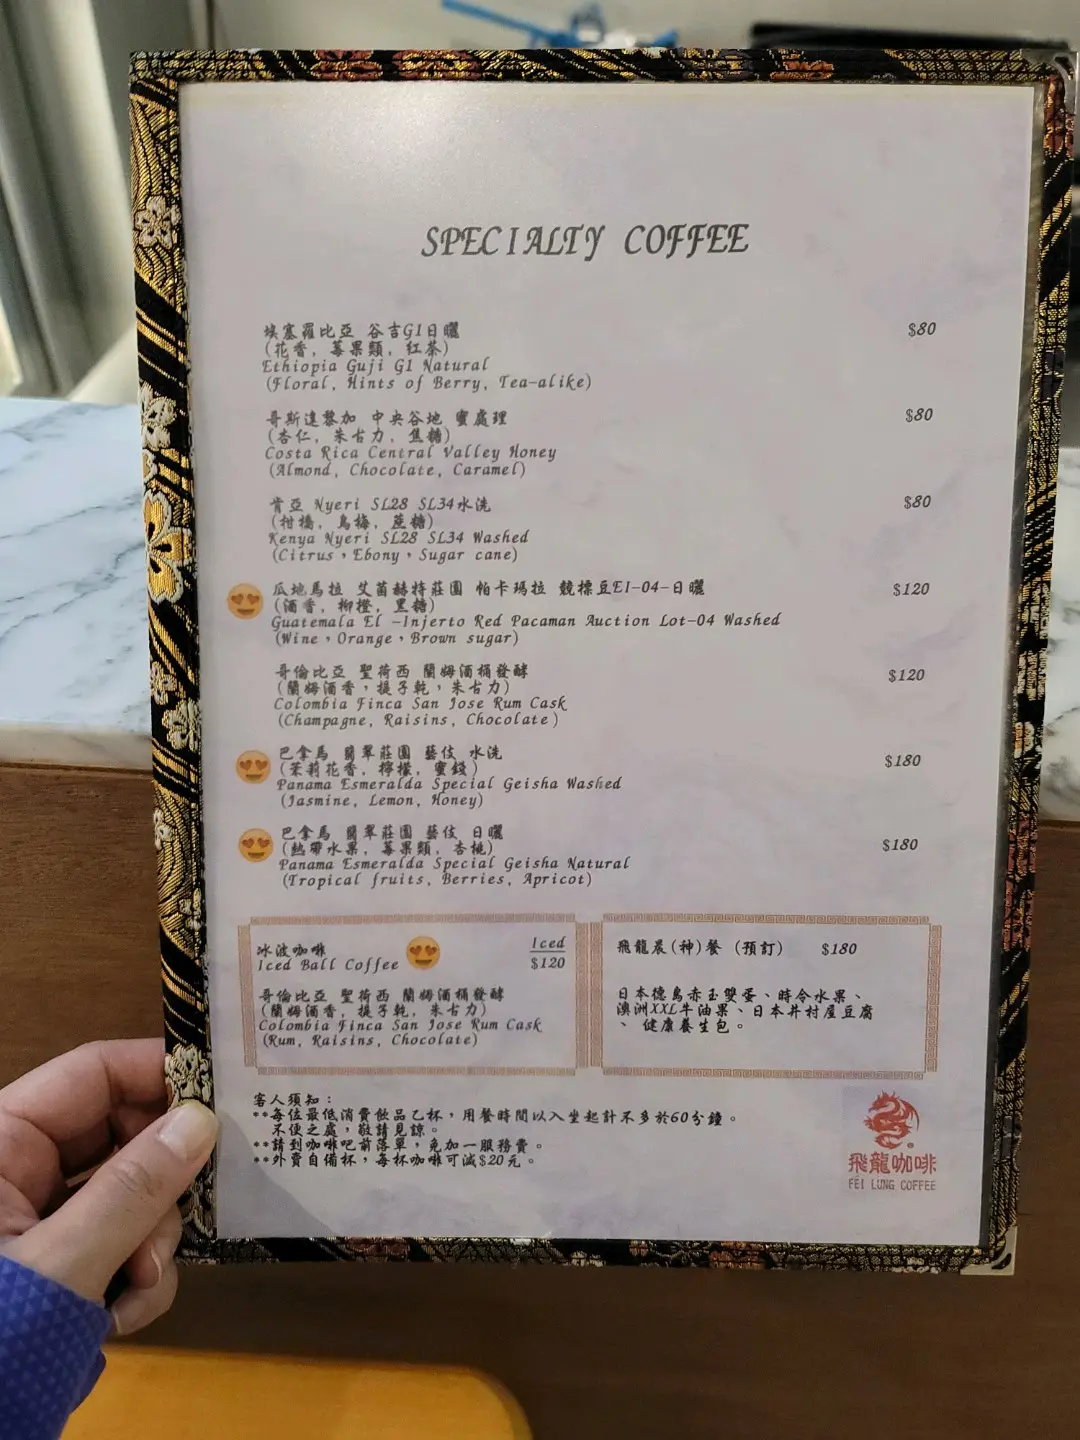 SPECIALTY COFFEE
埃塞羅比亞 谷吉G1日曬 $80
(花香, 莓果類, 紅茶)
Ethiopia Guji G1 Natural
(Floral, Hints of Berry, Tea-alike)
哥斯達黎加 中央谷地 蜜處理 $80
(杏仁, 朱古力, 焦糖)
Costa Rica Central Valley Honey
(Almond, Chocolate, Caramel)
肯亞 Nyeri SL28 SL34水洗 $80
(柑橘, 烏梅, 蔗糖)
Kenya Nyeri SL28 SL34 Washed
(Citrus，Ebony，Sugar cane)
瓜地馬拉 艾茵赫特莊園 帕卡瑪拉 競標豆EI-04-日曬 $120
(酒香, 柳橙, 黑糖)
Guatemala El -Injerto Red Pacaman Auction Lot-04 Washed
(Wine，Orange，Brown sugar)
哥倫比亞 聖荷西 蘭姆酒桶發酵 $120
(蘭姆酒香，提子乾，朱古力)
Colombia Finca San Jose Rum Cask
(Champagne, Raisins, Chocolate)
巴拿馬 翡翠莊園 藝伎 水洗 $180
(茉莉花香, 檸檬, 蜜餞)
Panama Esmeralda Special Geisha Washed
(Jasmine, Lemon, Honey)
巴拿馬 翡翠莊園 藝伎 日曬 $180
(熱帶水果, 莓果類, 杏桃)
Panama Esmeralda Special Geisha Natural
(Tropical fruits, Berries, Apricot)
冰波咖啡 Iced
Iced Ball Coffee $120
哥倫比亞 聖荷西 蘭姆酒桶發酵
(蘭姆酒香, 提子乾, 朱古力)
Colombia Finca San Jose Rum Cask
(Rum, Raisins, Chocolate)
飛龍晨(神)餐 (預訂) $180
日本德島赤玉雙蛋、時令水果、
澳洲XXL牛油果、日本井村屋豆腐
、 健康養生包。
客人須知：
**每位最低消費飲品乙杯，用餐時間以入坐起計不多於60分鐘。
不便之處，敬請見諒。
**請到咖啡吧前落單，免加一服務費。
**外賣自備杯，每杯咖啡可減$20元。
飛龍咖啡
FEI LUNG COFFEE